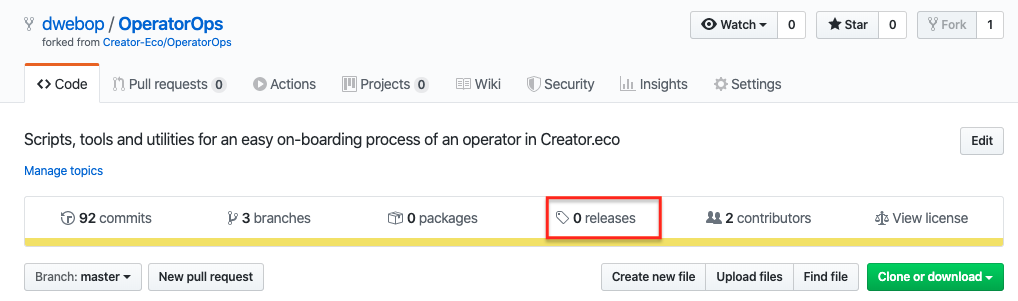 dwebop / OperatorOps
Watch 0 Star 0 Fork 1
forked from Creator-Eco/OperatorOps
Code Pull requests 0 Actions Projects 0 Wiki Security Insights Settings
Scripts, tools and utilities for an easy on-boarding process of an operator in Creator.eco
Edit
Manage topics
92 commits 3 branches 0 packages 0 releases 2 contributors View license
Branch: master New pull request Create new file Upload files Find file Clone or download